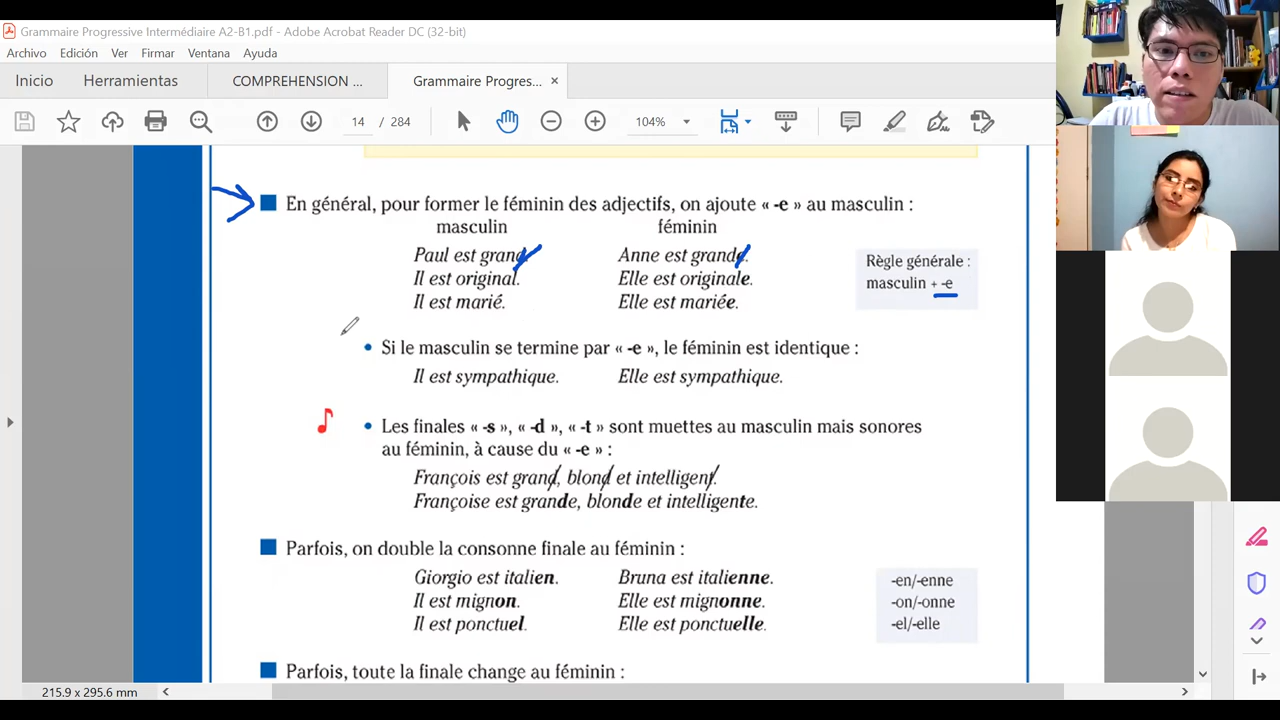 Grammaire Progressive Intermédiaire A2-B1.pdf - Adobe Acrobat Reader DC (32-bit)
Archivo Edición Ver Firmar Ventana Ayuda
Inicio Herramientas COMPREHENSION ... Grammaire Progres... ×
14 / 284 104%
En général, pour former le féminin des adjectifs, on ajoute « -e » au masculin :
masculin féminin
Paul est grand. Anne est grande.
Il est original. Elle est originale.
Il est marié. Elle est mariée.
Règle générale :
masculin + -e
• Si le masculin se termine par « -e », le féminin est identique :
Il est sympathique. Elle est sympathique.
• Les finales « -s », « -d », « -t » sont muettes au masculin mais sonores
au féminin, à cause du « -e » :
François est grand, blond et intelligent.
Françoise est grande, blonde et intelligente.
Parfois, on double la consonne finale au féminin :
Giorgio est italien. Bruna est italienne.
Il est mignon. Elle est mignonne.
Il est ponctuel. Elle est ponctuelle.
-en/-enne
-on/-onne
-el/-elle
Parfois, toute la finale change au féminin :
215.9 x 295.6 mm